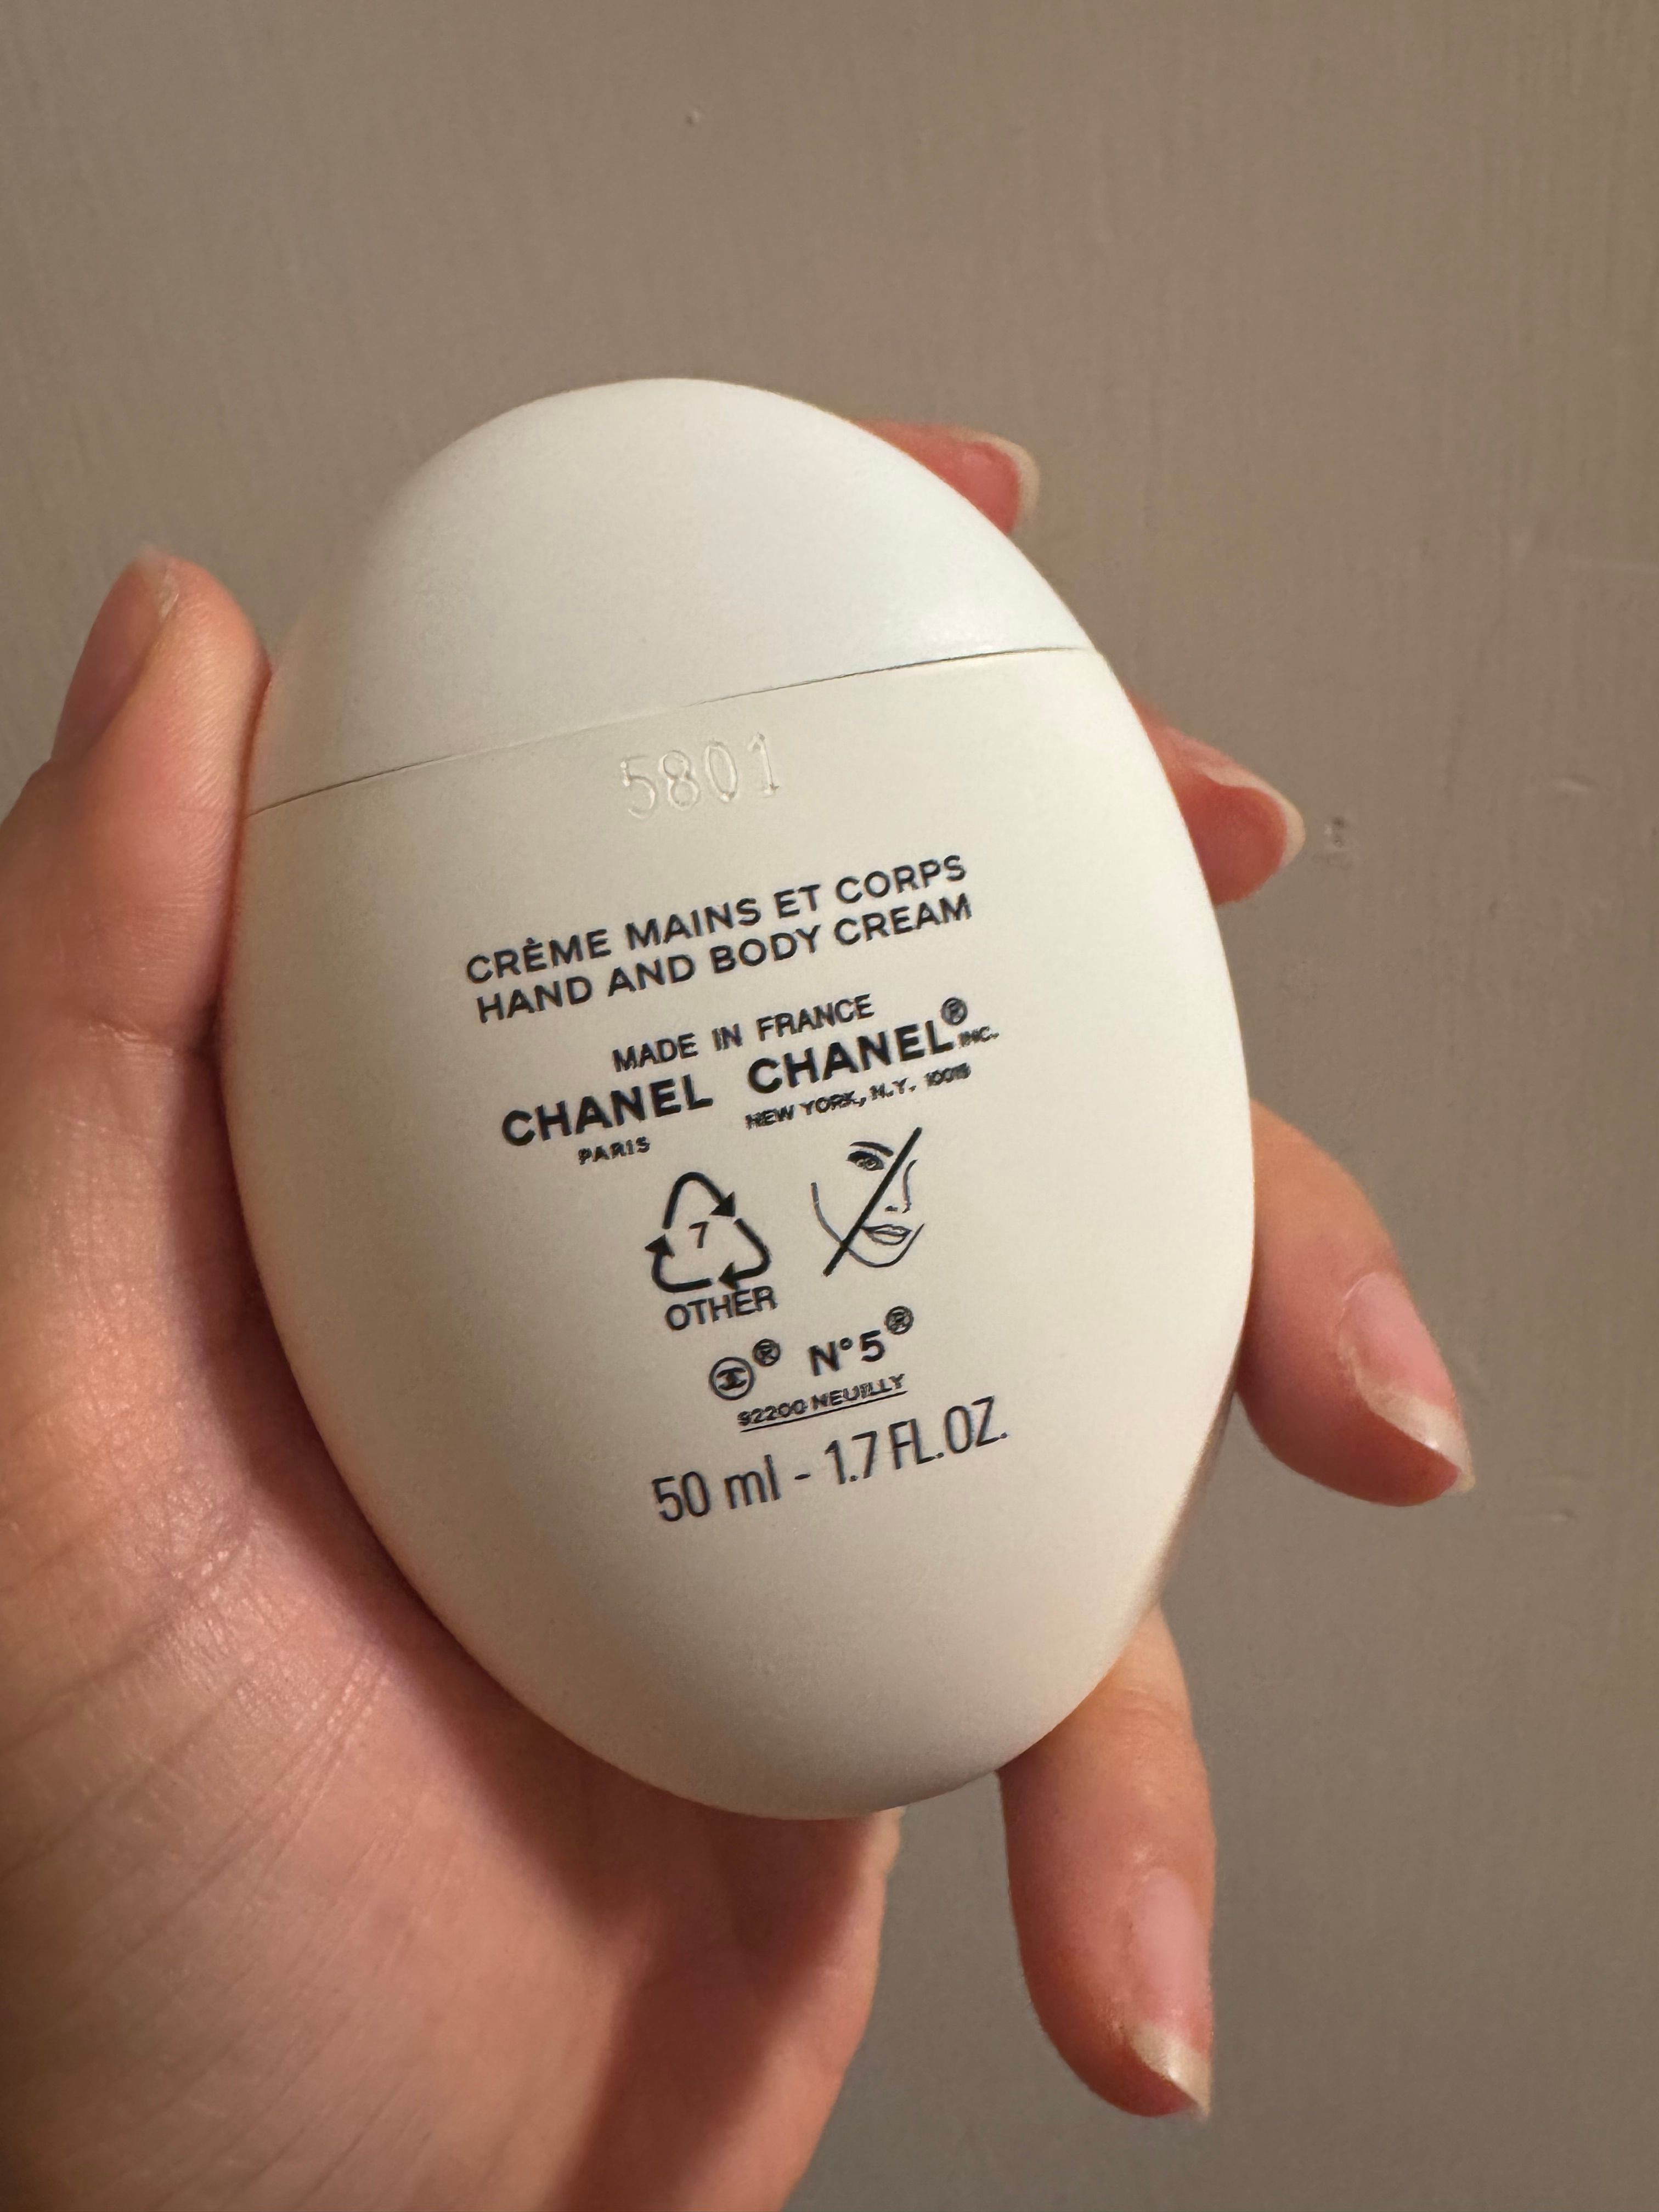 5801
CRÈME MAINS ET CORPS
HAND AND BODY CREAM
MADE IN FRANCE
CHANEL CHANEL® INC.
PARIS NEW YORK, N.Y. 10019
7
OTHER
® N°5®
92200 NEUILLY
50 ml - 1.7 FL.OZ.